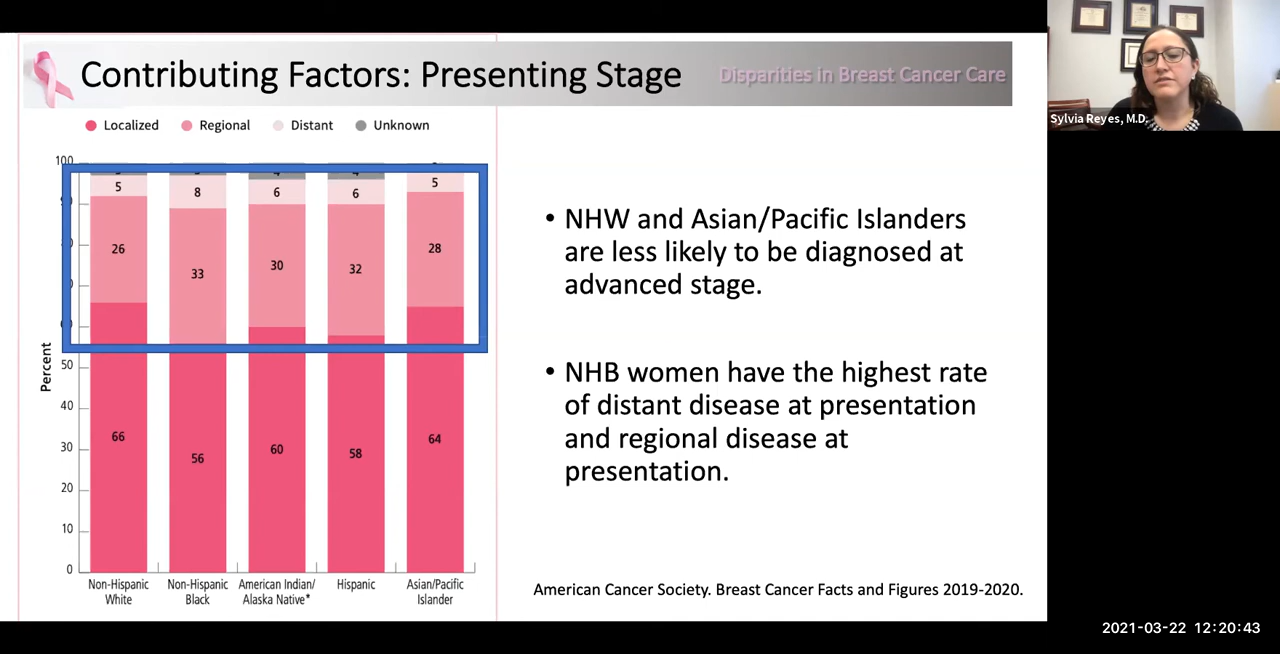 Contributing Factors: Presenting Stage
Disparities in Breast Cancer Care
Sylvia Reyes, M.D.
Localized Regional Distant Unknown
100
50
40
30
20
10
0
Percent
5 8 6 6 5
26 33 30 32 28
66 56 60 58 64
Non-Hispanic White
Non-Hispanic Black
American Indian/
Alaska Native*
Hispanic
Asian/Pacific
Islander
• NHW and Asian/Pacific Islanders
are less likely to be diagnosed at
advanced stage.
• NHB women have the highest rate
of distant disease at presentation
and regional disease at
presentation.
American Cancer Society. Breast Cancer Facts and Figures 2019-2020.
2021-03-22 12:20:43